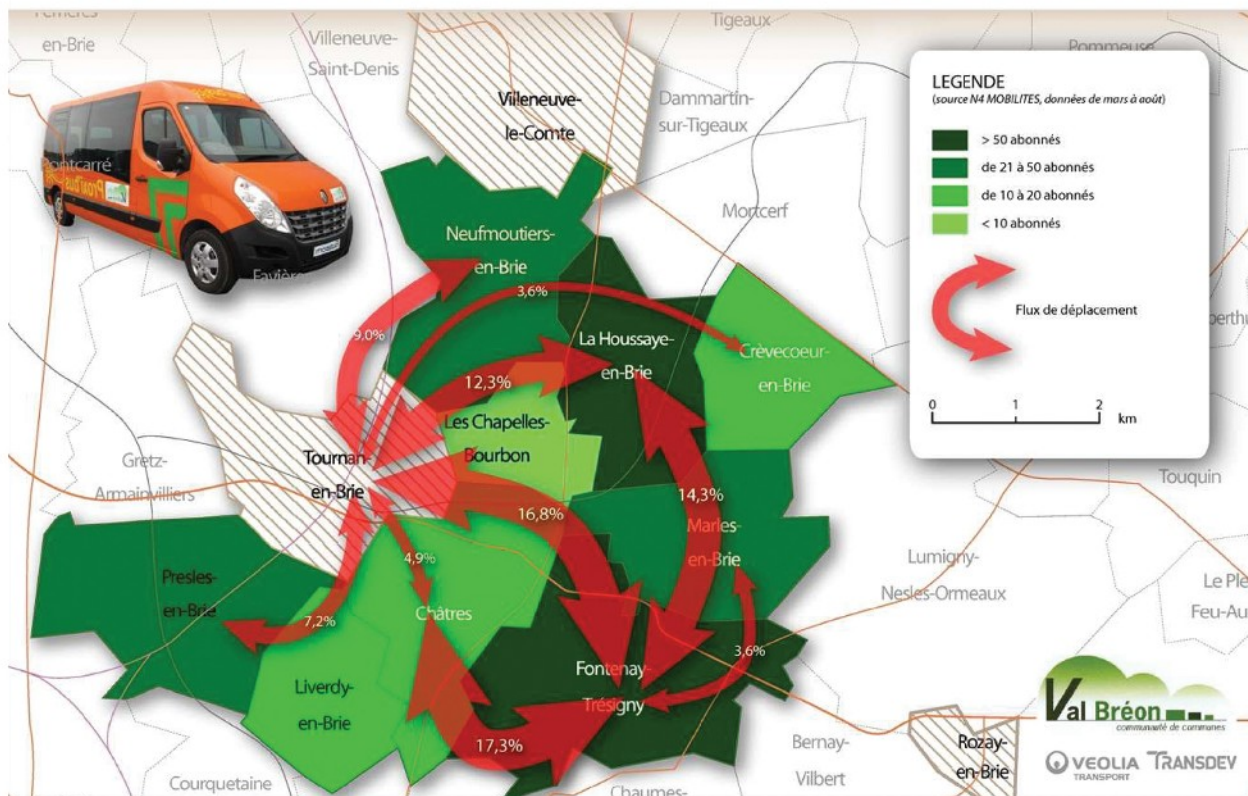 en-Brie
Villeneuve-
Saint-Denis
Tigeaux
Pommeuse
Villeneuve-
le-Comte
Dammartin-
sur-Tigeaux
LEGENDE
(source N4 MOBILITES, données de mars à août)
> 50 abonnés
de 21 à 50 abonnés
de 10 à 20 abonnés
< 10 abonnés
Flux de déplacement
0 1 2
km
Pontcarré
Favières
Mortcerf
Neufmoutiers-
en-Brie
3,6%
9,0%
La Houssaye-
en-Brie
Crèvecoeur-
en-Brie
12,3%
Les Chapelles-
Bourbon
Tournan-
en-Brie
Gretz-
Armainvilliers
Touquin
14,3%
16,8%
Marles-
en-Brie
4,9%
Lumigny-
Nesles-Ormeaux
Le Ple
Feu-Au
Presles-
en-Brie
7,2%
Châtres
3,6%
Fontenay-
Trésigny
Liverdy-
en-Brie
17,3%
Val Bréon
communauté de communes
Bernay-
Vilbert
Rozay-
en-Brie
VEOLIA
TRANSPORT
TRANSDEV
Courquetaine
Chaumes-